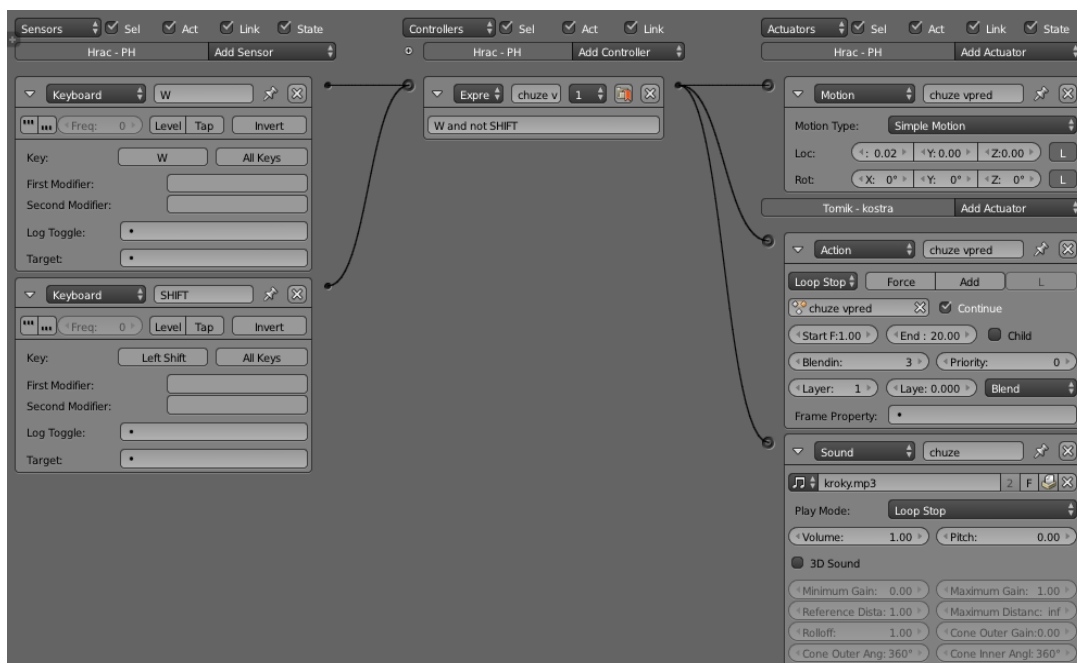 Sensors Sel Act Link State
Hrac - PH Add Sensor
Keyboard W
Freq: 0 Level Tap Invert
Key: W All Keys
First Modifier:
Second Modifier:
Log Toggle:
Target:
Keyboard SHIFT
Freq: 0 Level Tap Invert
Key: Left Shift All Keys
First Modifier:
Second Modifier:
Log Toggle:
Target:
Controllers Sel Act Link
Hrac - PH Add Controller
Expre chuze v 1
W and not SHIFT
Actuators Sel Act Link State
Hrac - PH Add Actuator
Motion chuze vpred
Motion Type: Simple Motion
Loc: : 0.02 Y: 0.00 Z:0.00 L
Rot: X: 0° Y: 0° Z: 0° L
Tomik - kostra Add Actuator
Action chuze vpred
Loop Stop Force Add L
chuze vpred Continue
Start F:1.00 End : 20.00 Child
Blendin: 3 Priority: 0
Layer: 1 Laye: 0.000 Blend
Frame Property:
Sound chuze
kroky.mp3 2 F
Play Mode: Loop Stop
Volume: 1.00 Pitch: 0.00
3D Sound
Minimum Gain: 0.00 Maximum Gain: 1.00
Reference Dista: 1.00 Maximum Distanc: inf
Rolloff: 1.00 Cone Outer Gain:0.00
Cone Outer Ang: 360° Cone Inner Angl: 360°